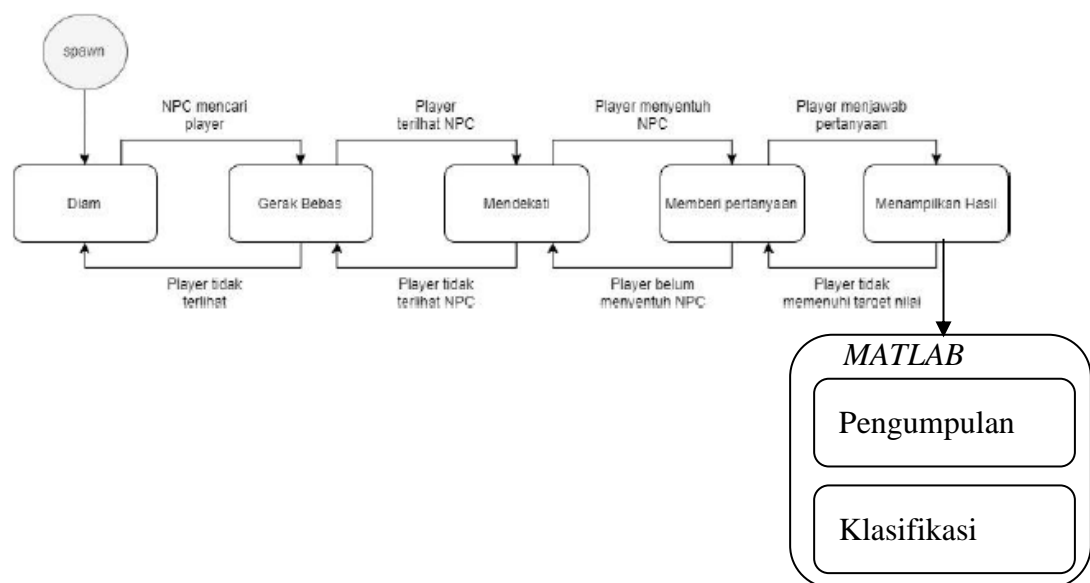 spawn
NPC mencari
player
Player
terilhat NPC
Player menyentuh
NPC
Player menjawab
pertanyaan
Diam
Gerak Bebas
Mendekati
Memberi pertanyaan
Menampilkan Hasil
Player tidak
terlihat
Player tidak
terlihat NPC
Player belum
menyentuh NPC
Player tidak
memenuhi target nilai
MATLAB
Pengumpulan
Klasifikasi